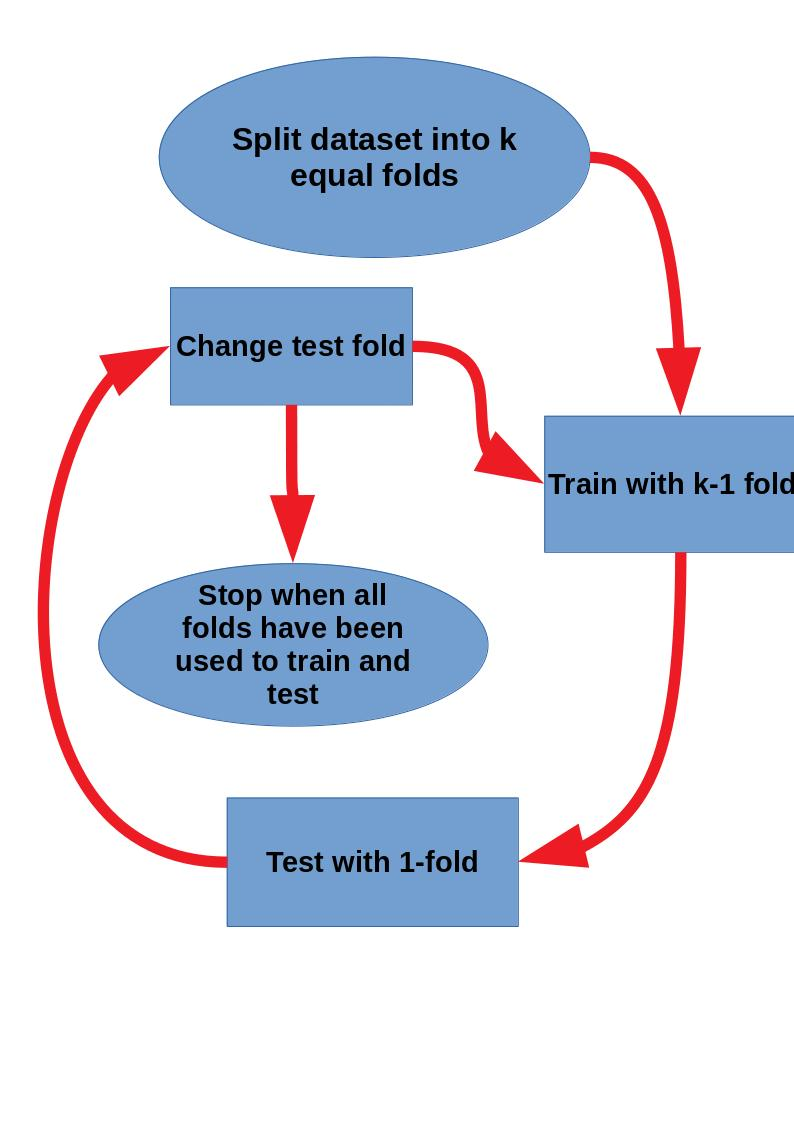 Split dataset into k
equal folds
Change test fold
Train with k-1 fold
Stop when all
folds have been
used to train and
test
Test with 1-fold